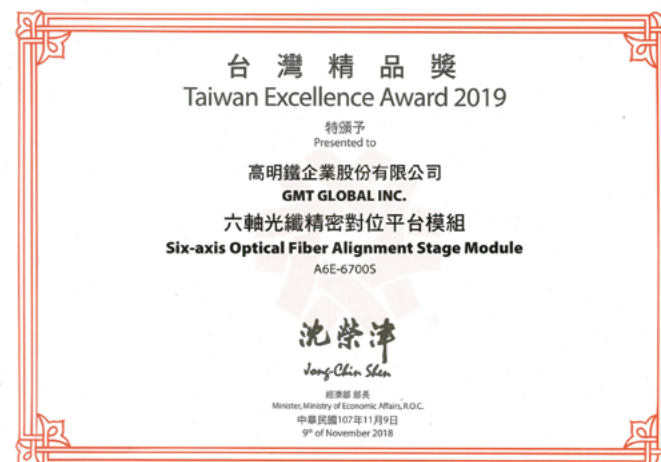 台灣精品獎
Taiwan Excellence Award 2019
特頒予
Presented to
高明鐵企業股份有限公司
GMT GLOBAL INC.
六軸光纖精密對位平台模組
Six-axis Optical Fiber Alignment Stage Module
A6E-6700S
沈榮津
Jong-Chin Shen
經濟部 部長
Minister, Ministry of Economic Affairs, R.O.C.
中華民國107年11月9日
9th of November 2018